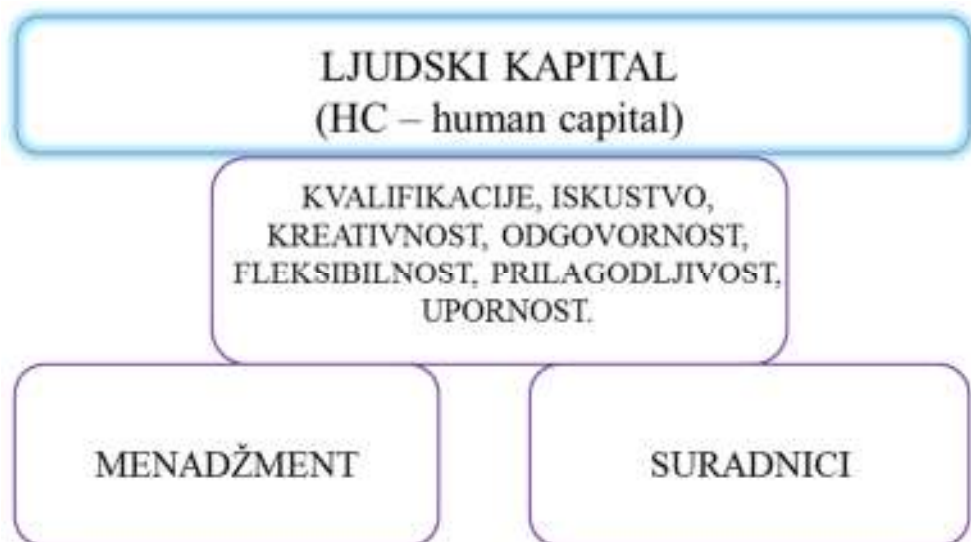 LJUDSKI KAPITAL
(HC – human capital)
KVALIFIKACIJE, ISKUSTVO,
KREATIVNOST, ODGOVORNOST,
FLEKSIBILNOST, PRILAGODLJIVOST,
UPORNOST.
MENADŽMENT
SURADNICI